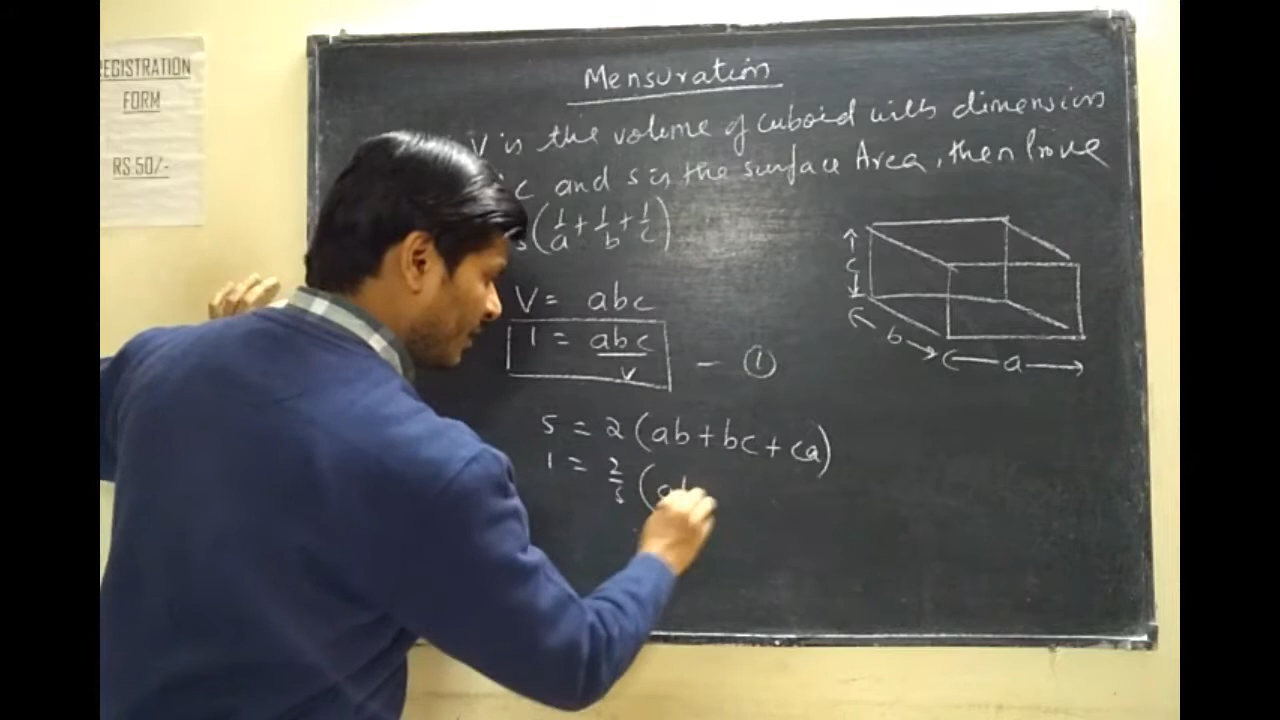 REGISTRATION
FORM
RS.50/-
Mensuration
V is the volume of cuboid with dimensions
c and s is the surface Area, then Prove
s(1/a + 1/b + 1/c)
V = abc
1 = abc/V - ①
S = 2(ab+bc+ca)
1 = 2/s (a
c
b
a